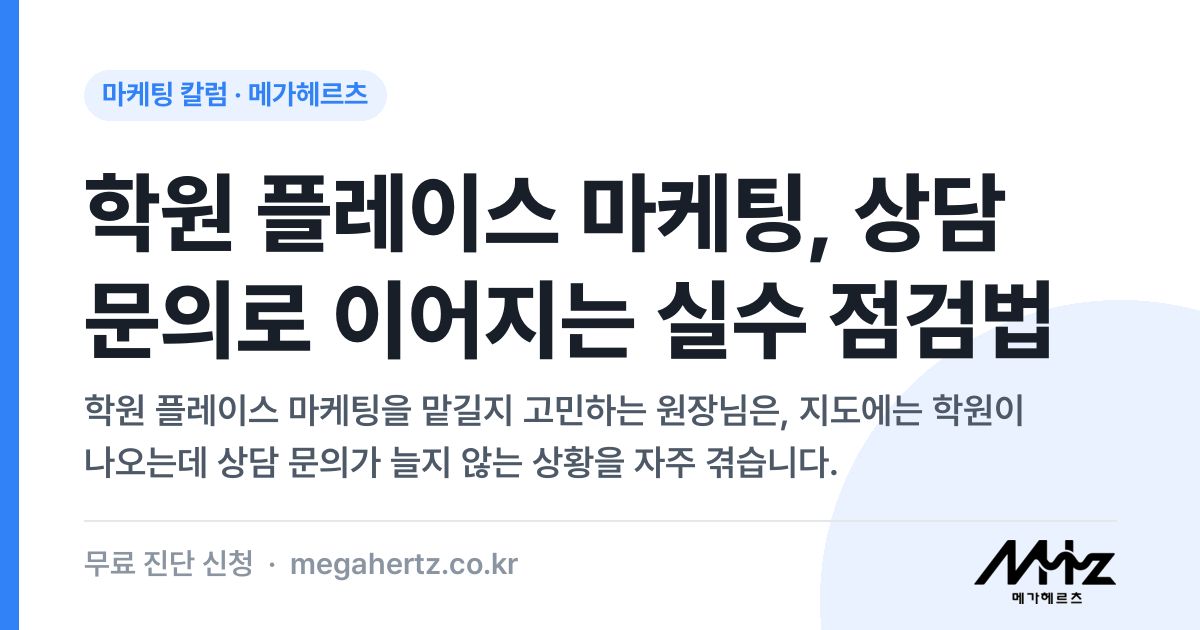 마케팅 칼럼 · 메가헤르츠
학원 플레이스 마케팅, 상담
문의로 이어지는 실수 점검법
학원 플레이스 마케팅을 맡길지 고민하는 원장님은, 지도에는 학원이
나오는데 상담 문의가 늘지 않는 상황을 자주 겪습니다.
무료 진단 신청 · megahertz.co.kr
MHz
메가헤르츠